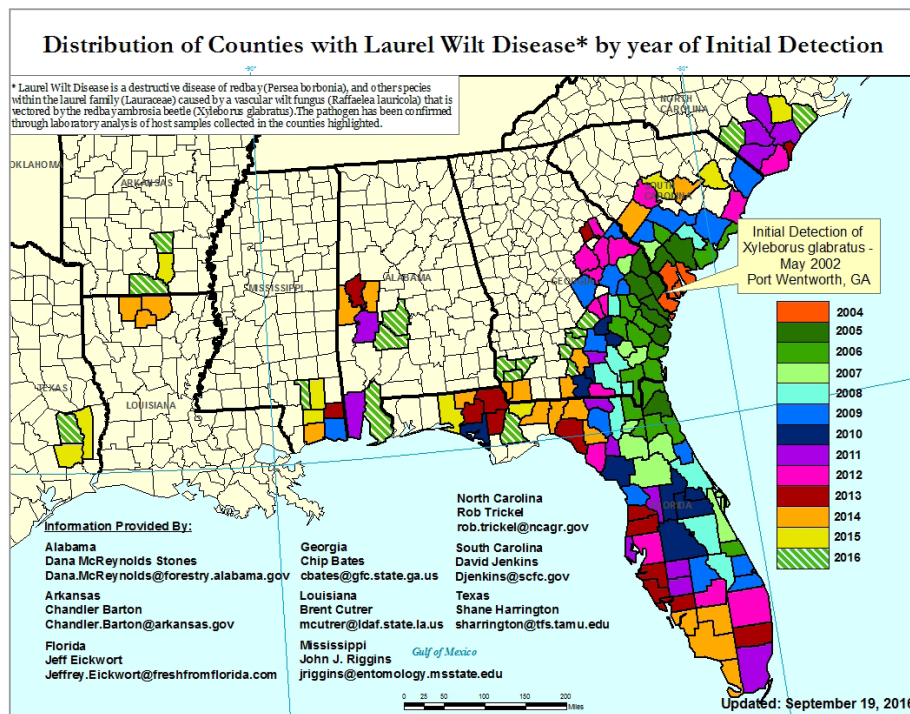 Distribution of Counties with Laurel Wilt Disease* by year of Initial Detection
-90°
-80°
* Laurel Wilt Disease is a destructive disease of redbay (Persea borbonia), and other species
within the laurel family (Lauraceae) caused by a vascular wilt fungus (Raffaelea lauricola) that is
vectored by the redbay ambrosia beetle (Xyleborus glabratus). The pathogen has been confirmed
through laboratory analysis of host samples collected in the counties highlighted.
NORTH
CAROLINA
OKLAHOMA
ARKANSAS
SOUTH
CAROLINA
Initial Detection of
Xyleborus glabratus -
May 2002
Port Wentworth, GA
MISSISSIPPI
ALABAMA
GEORGIA
2004
2005
2006
2007
2008
2009
2010
2011
2012
2013
2014
2015
2016
TEXAS
LOUISIANA
FLORIDA
Information Provided By:
Alabama
Dana McReynolds Stones
Dana.McReynolds@forestry.alabama.gov
Arkansas
Chandler Barton
Chandler.Barton@arkansas.gov
Florida
Jeff Eickwort
Jeffrey.Eickwort@freshfromflorida.com
Georgia
Chip Bates
cbates@gfc.state.ga.us
Louisiana
Brent Cutrer
mcutrer@ldaf.state.la.us
Mississippi
John J. Riggins
jriggins@entomology.msstate.edu
North Carolina
Rob Trickel
rob.trickel@ncagr.gov
South Carolina
David Jenkins
Djenkins@scfc.gov
Texas
Shane Harrington
sharrington@tfs.tamu.edu
Gulf of Mexico
0 25 50 100 150 200
Miles
Updated: September 19, 2016